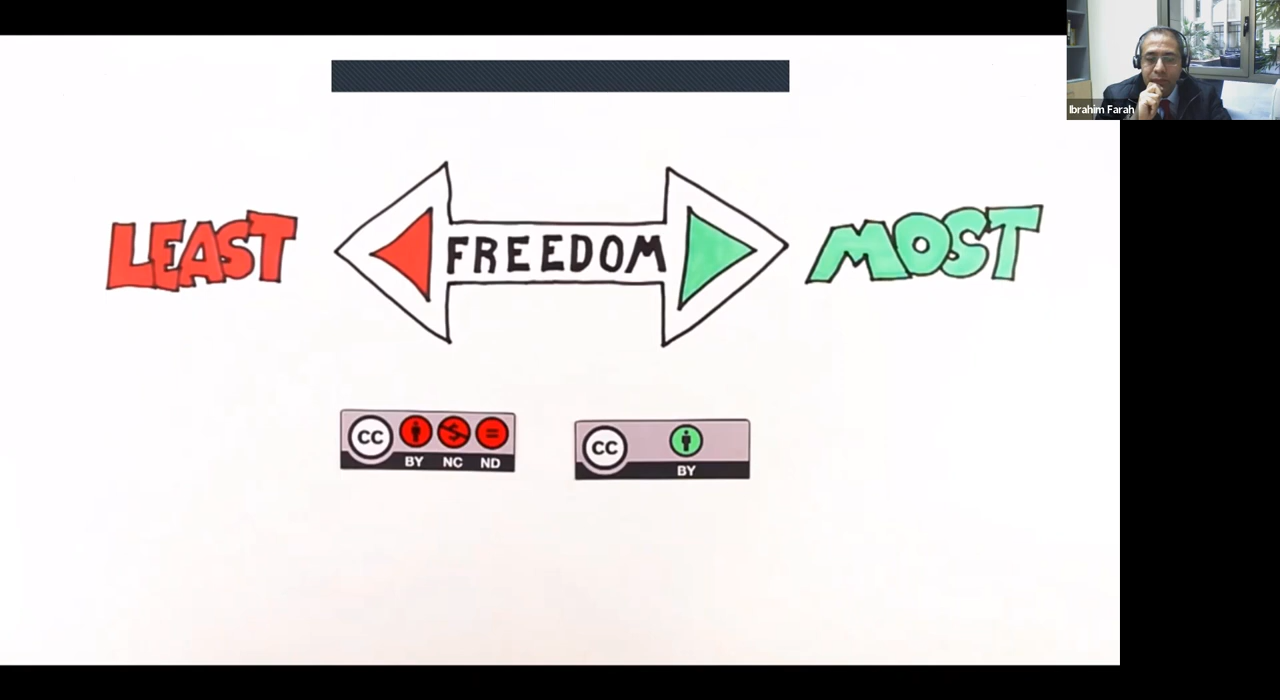 Ibrahim Farah
LEAST
FREEDOM
MOST
CC
BY NC ND
CC
BY